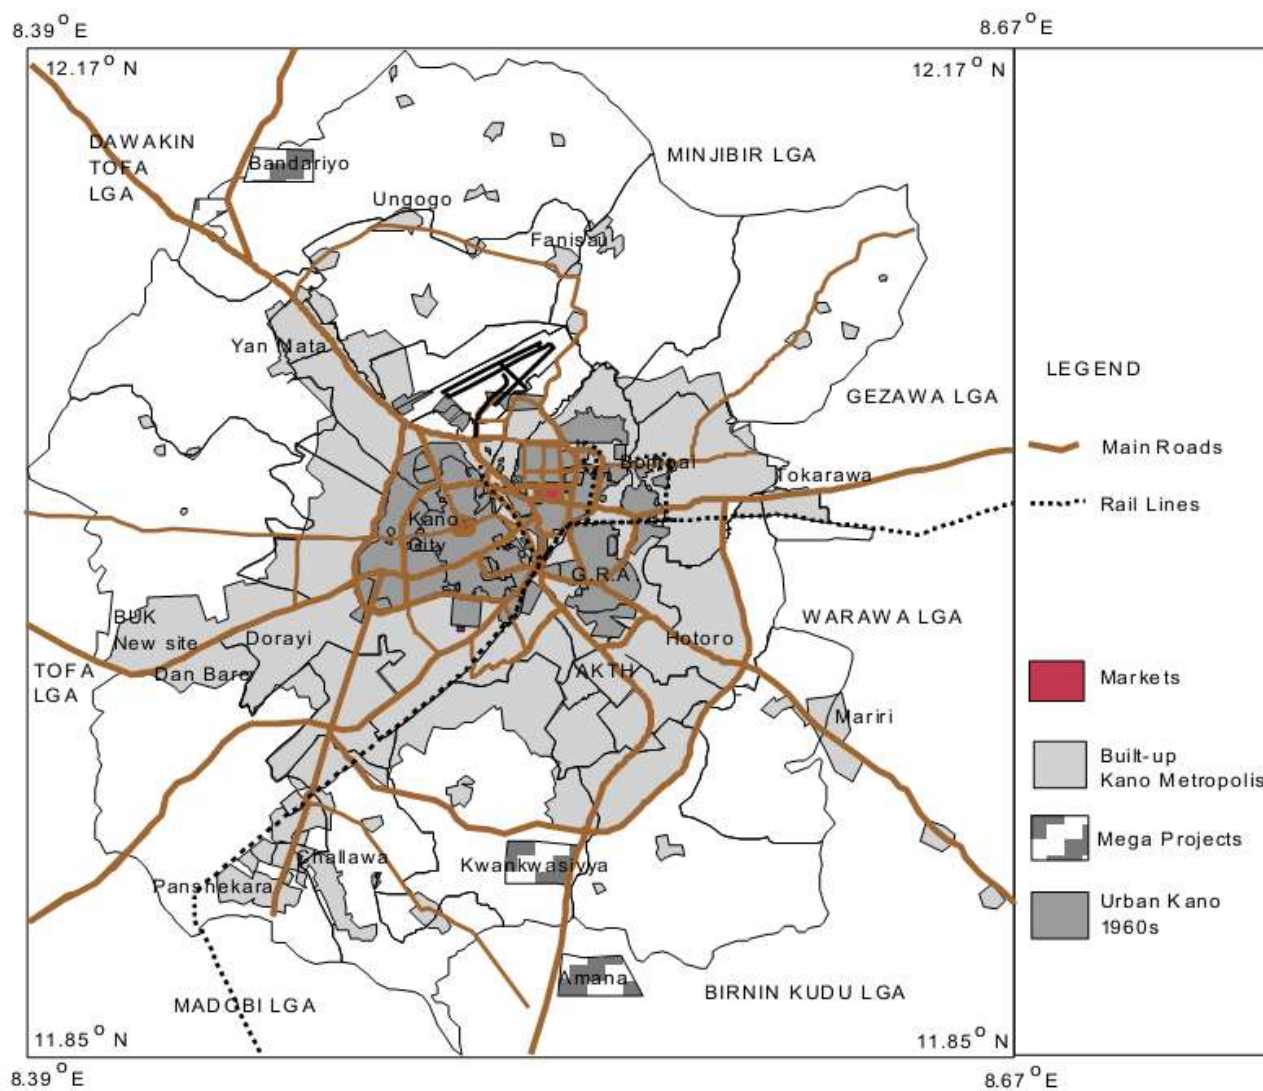 8.39° E
8.67° E
12.17° N
12.17° N
DAWAKIN
TOFA
LGA
Bandariyo
MINJIBIR LGA
Ungogo
Fanisau
Yan Mata
LEGEND
GEZAWA LGA
Main Roads
Tokarawa
Rail Lines
Kano
City
G.R.A
BUK
New site
Dorayi
Hotoro
WARAWA LGA
TOFA
LGA
Dan Bare
AKTH
Markets
Mariri
Built-up
Kano Metropolis
Mega Projects
Challawa
Kwankwasiyya
Panshekara
Urban Kano
1960s
Amana
MADOBI LGA
BIRNIN KUDU LGA
11.85° N
11.85° N
8.39° E
8.67° E